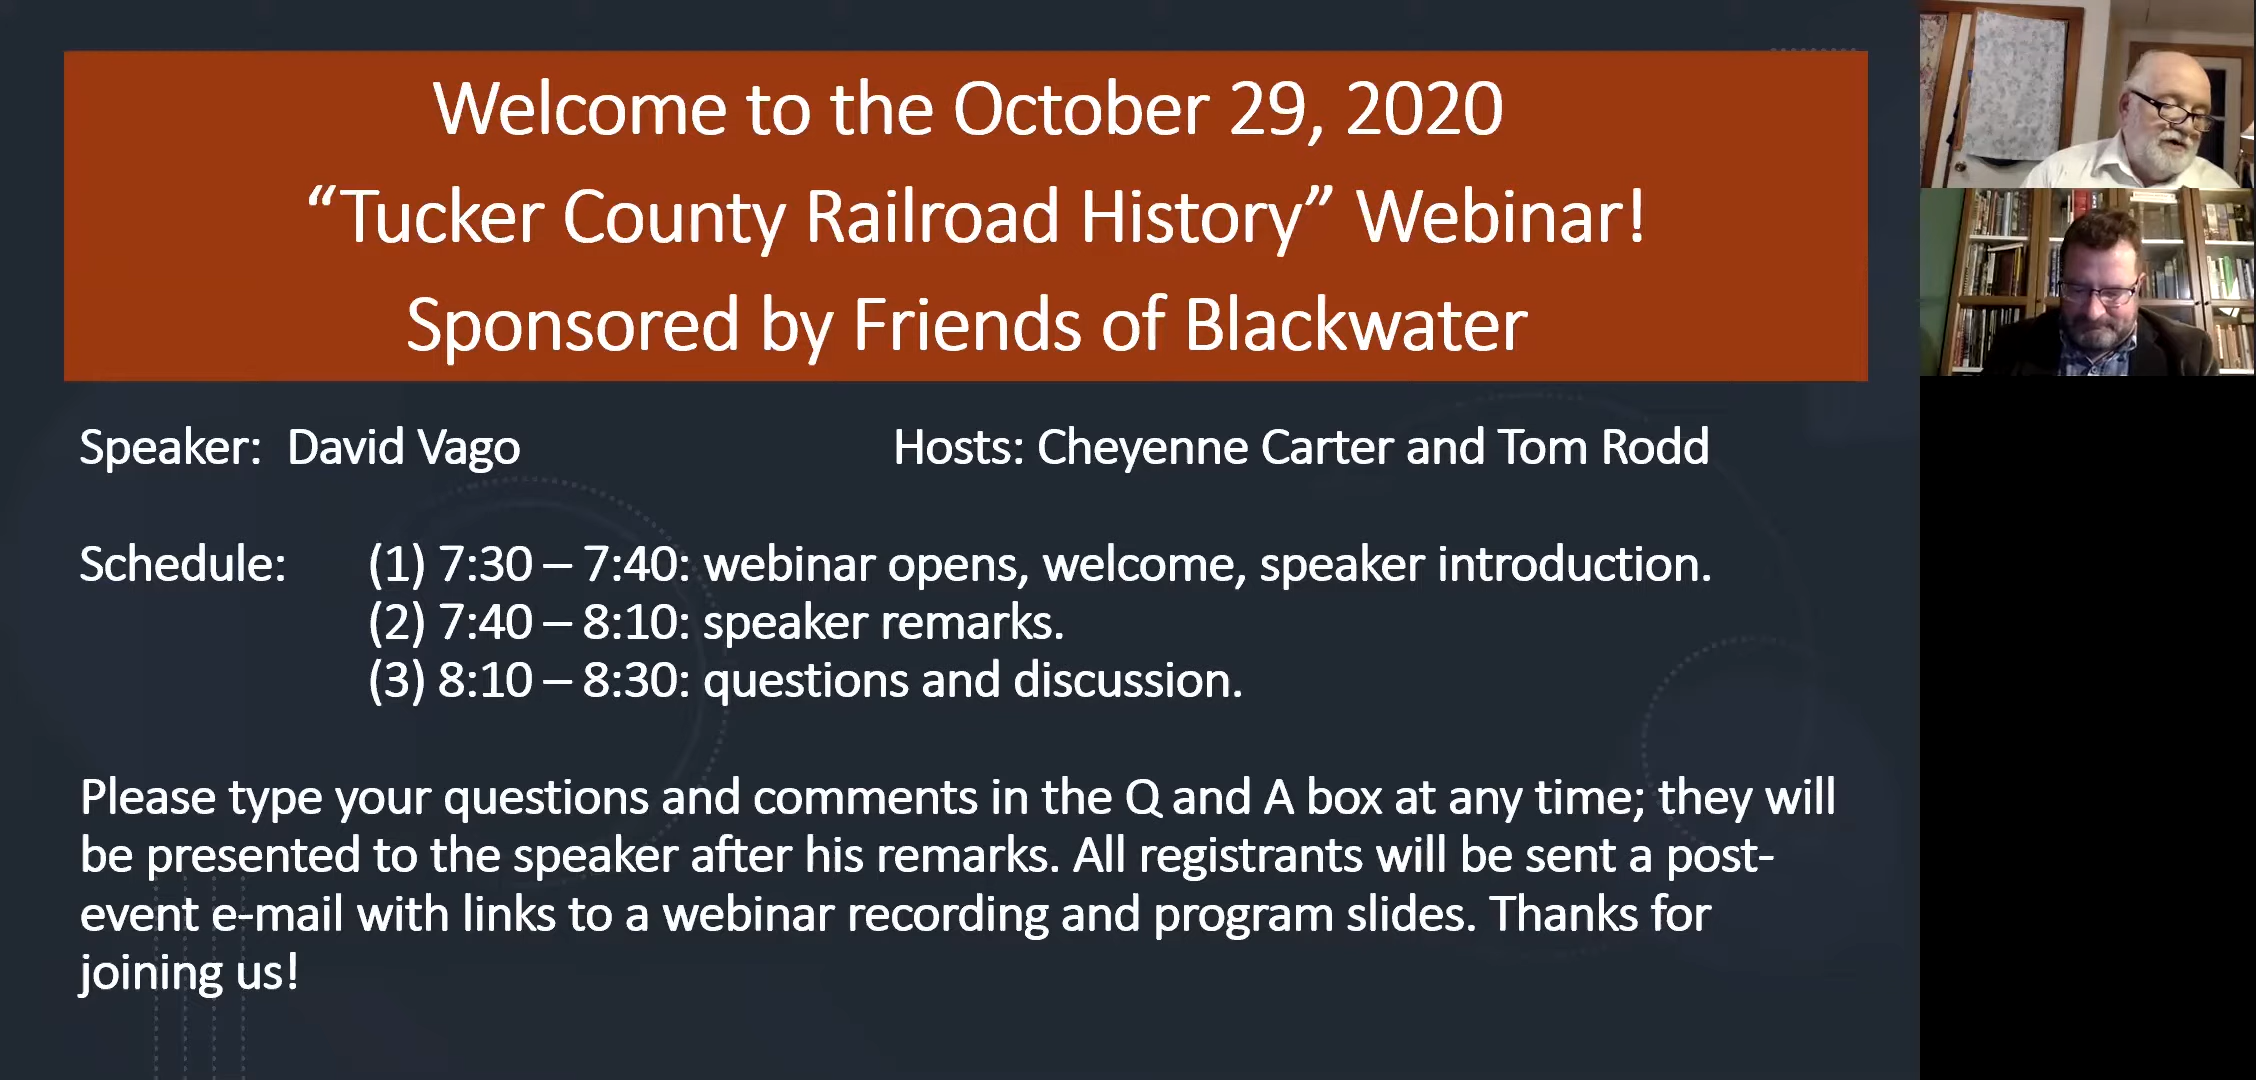 Welcome to the October 29, 2020
“Tucker County Railroad History” Webinar!
Sponsored by Friends of Blackwater
Speaker: David Vago Hosts: Cheyenne Carter and Tom Rodd
Schedule: (1) 7:30 – 7:40: webinar opens, welcome, speaker introduction.
(2) 7:40 – 8:10: speaker remarks.
(3) 8:10 – 8:30: questions and discussion.
Please type your questions and comments in the Q and A box at any time; they will
be presented to the speaker after his remarks. All registrants will be sent a post-
event e-mail with links to a webinar recording and program slides. Thanks for
joining us!